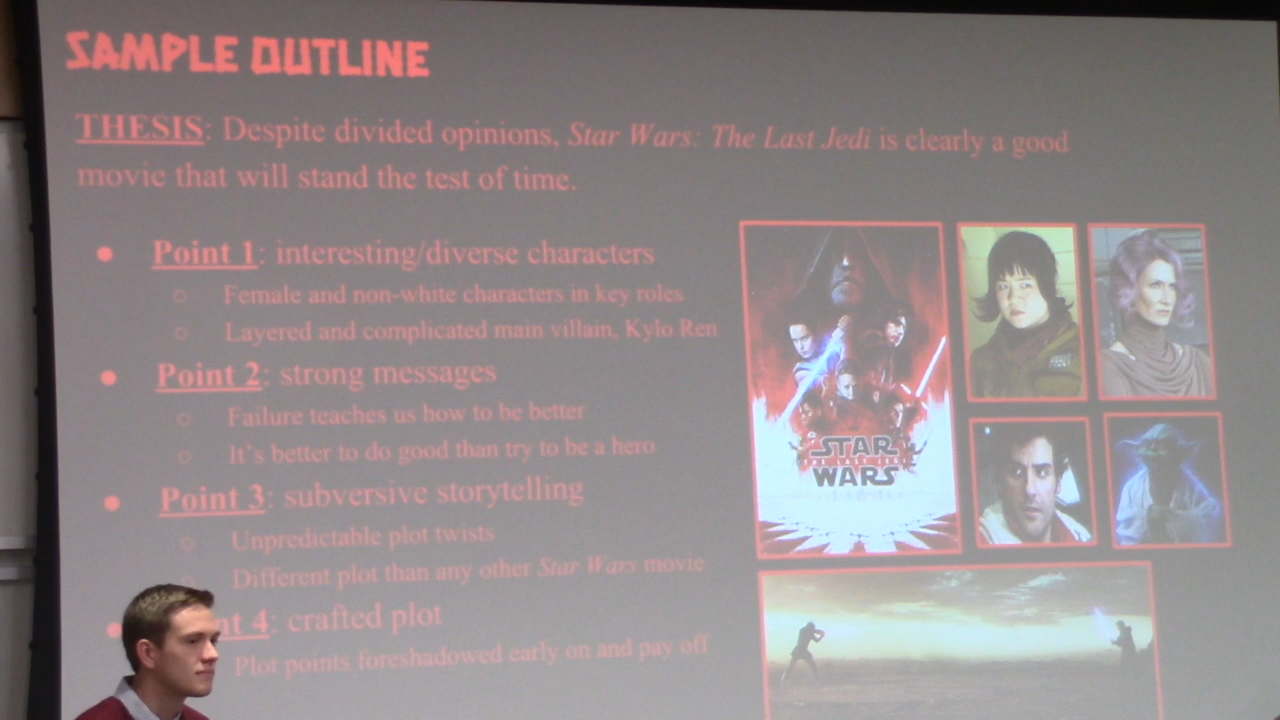 SAMPLE OUTLINE
THESIS: Despite divided opinions, Star Wars: The Last Jedi is clearly a good
movie that will stand the test of time.
Point 1: interesting/diverse characters
Female and non-white characters in key roles
Layered and complicated main villain, Kylo Ren
Point 2: strong messages
Failure teaches us how to be better
It's better to do good than try to be a hero
Point 3: subversive storytelling
Unpredictable plot twists
Different plot than any other Star Wars movie
nt 4: crafted plot
Plot points foreshadowed early on and pay off
STAR
THE LAST JEDI
WARS